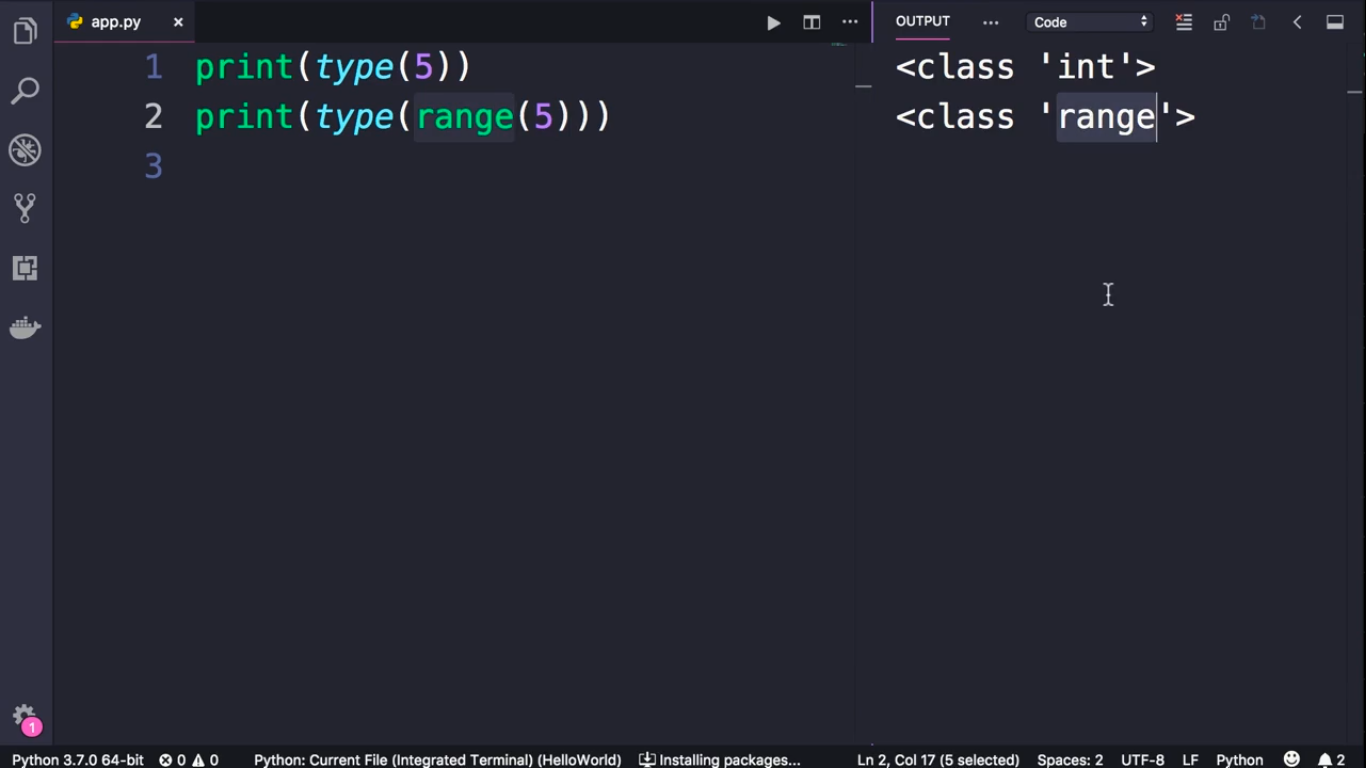 app.py
OUTPUT
Code
1 print(type(5))
2 print(type(range(5)))
3
<class 'int'>
<class 'range'>
1
Python 3.7.0 64-bit 0 0 Python: Current File (Integrated Terminal) (HelloWorld) Installing packages... Ln 2, Col 17 (5 selected) Spaces: 2 UTF-8 LF Python 2